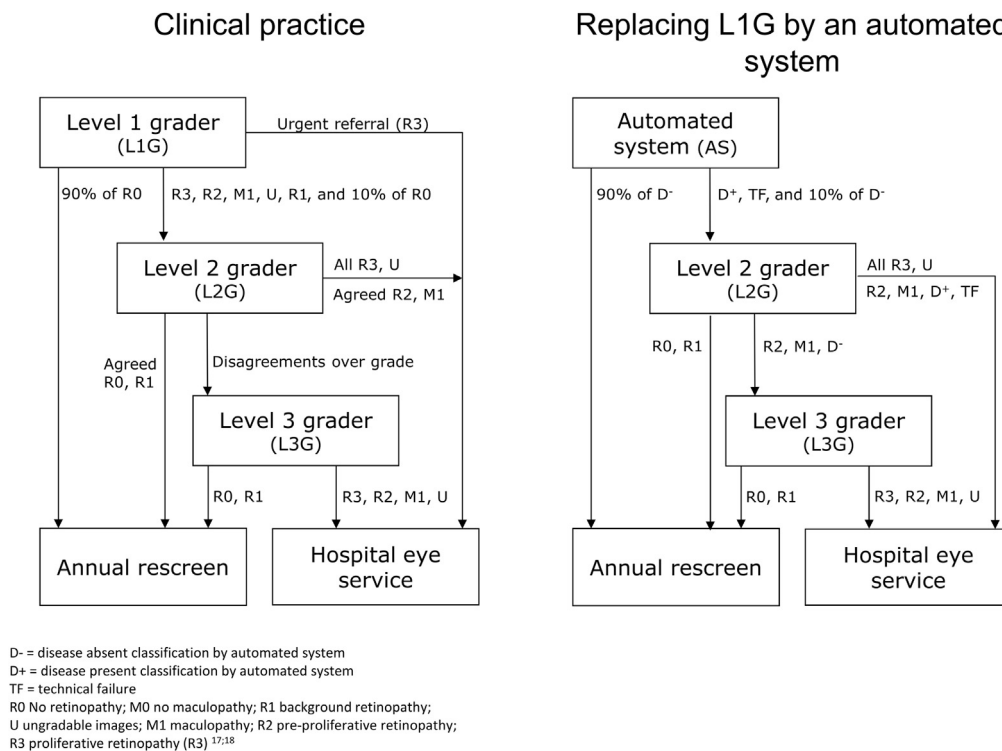 Clinical practice
Level 1 grader
(L1G)
Urgent referral (R3)
90% of R0
R3, R2, M1, U, R1, and 10% of R0
Level 2 grader
(L2G)
All R3, U
Agreed R2, M1
Agreed
R0, R1
Disagreements over grade
Level 3 grader
(L3G)
R0, R1
R3, R2, M1, U
Annual rescreen
Hospital eye
service
Replacing L1G by an automated
system
Automated
system (AS)
90% of D-
D+, TF, and 10% of D-
Level 2 grader
(L2G)
All R3, U
R2, M1, D+, TF
R0, R1
R2, M1, D-
Level 3 grader
(L3G)
R0, R1
R3, R2, M1, U
Annual rescreen
Hospital eye
service
D- = disease absent classification by automated system
D+ = disease present classification by automated system
TF = technical failure
R0 No retinopathy; M0 no maculopathy; R1 background retinopathy;
U ungradable images; M1 maculopathy; R2 pre-proliferative retinopathy;
R3 proliferative retinopathy (R3) 17;18